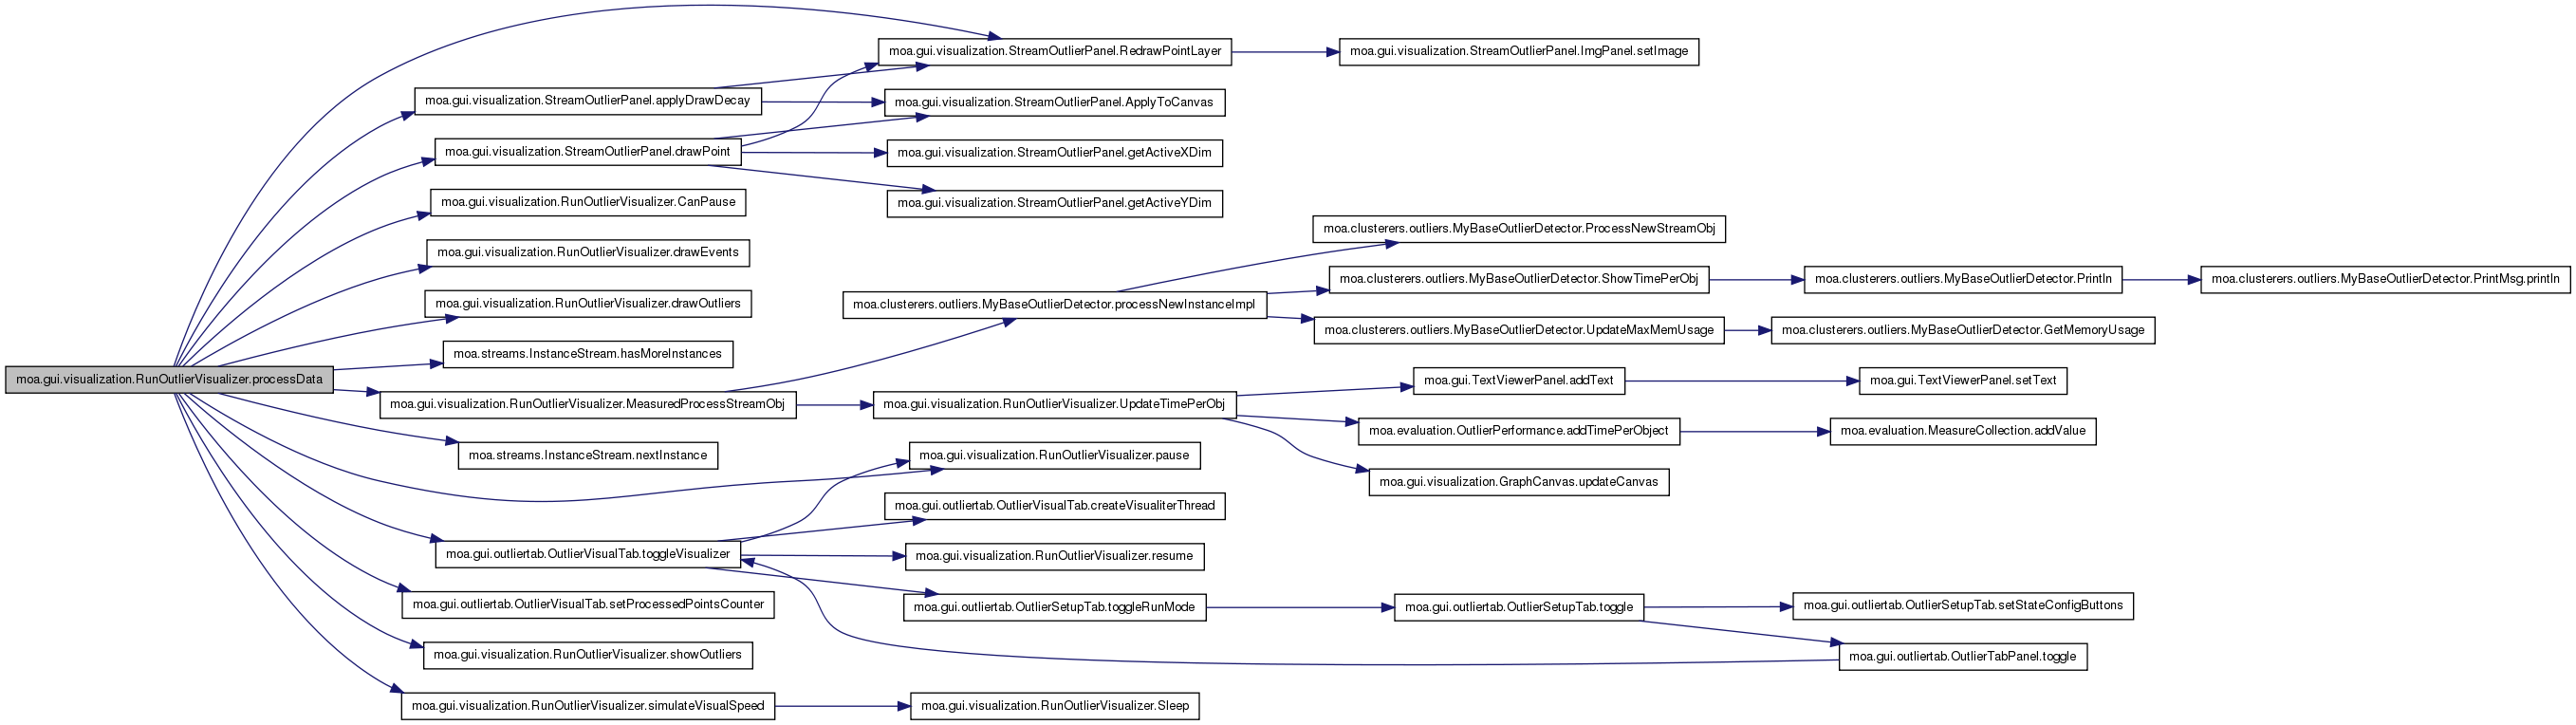 moa.gui.visualization.StreamOutlierPanel.RedrawPointLayer
moa.gui.visualization.StreamOutlierPanel.ImgPanel.setImage
moa.gui.visualization.StreamOutlierPanel.applyDrawDecay
moa.gui.visualization.StreamOutlierPanel.ApplyToCanvas
moa.gui.visualization.StreamOutlierPanel.drawPoint
moa.gui.visualization.StreamOutlierPanel.getActiveXDim
moa.gui.visualization.RunOutlierVisualizer.CanPause
moa.gui.visualization.StreamOutlierPanel.getActiveYDim
moa.clusterers.outliers.MyBaseOutlierDetector.ProcessNewStreamObj
moa.gui.visualization.RunOutlierVisualizer.drawEvents
moa.clusterers.outliers.MyBaseOutlierDetector.ShowTimePerObj
moa.clusterers.outliers.MyBaseOutlierDetector.Println
moa.clusterers.outliers.MyBaseOutlierDetector.PrintMsg.println
moa.gui.visualization.RunOutlierVisualizer.drawOutliers
moa.clusterers.outliers.MyBaseOutlierDetector.processNewInstanceImpl
moa.clusterers.outliers.MyBaseOutlierDetector.UpdateMaxMemUsage
moa.clusterers.outliers.MyBaseOutlierDetector.GetMemoryUsage
moa.streams.InstanceStream.hasMoreInstances
moa.gui.visualization.RunOutlierVisualizer.processData
moa.gui.TextViewerPanel.addText
moa.gui.TextViewerPanel.setText
moa.gui.visualization.RunOutlierVisualizer.MeasuredProcessStreamObj
moa.gui.visualization.RunOutlierVisualizer.UpdateTimePerObj
moa.evaluation.OutlierPerformance.addTimePerObject
moa.evaluation.MeasureCollection.addValue
moa.streams.InstanceStream.nextInstance
moa.gui.visualization.RunOutlierVisualizer.pause
moa.gui.visualization.GraphCanvas.updateCanvas
moa.gui.outliertab.OutlierVisualTab.createVisualiterThread
moa.gui.outliertab.OutlierVisualTab.toggleVisualizer
moa.gui.visualization.RunOutlierVisualizer.resume
moa.gui.outliertab.OutlierVisualTab.setProcessedPointsCounter
moa.gui.outliertab.OutlierSetupTab.toggleRunMode
moa.gui.outliertab.OutlierSetupTab.toggle
moa.gui.outliertab.OutlierSetupTab.setStateConfigButtons
moa.gui.visualization.RunOutlierVisualizer.showOutliers
moa.gui.outliertab.OutlierTabPanel.toggle
moa.gui.visualization.RunOutlierVisualizer.simulateVisualSpeed
moa.gui.visualization.RunOutlierVisualizer.Sleep